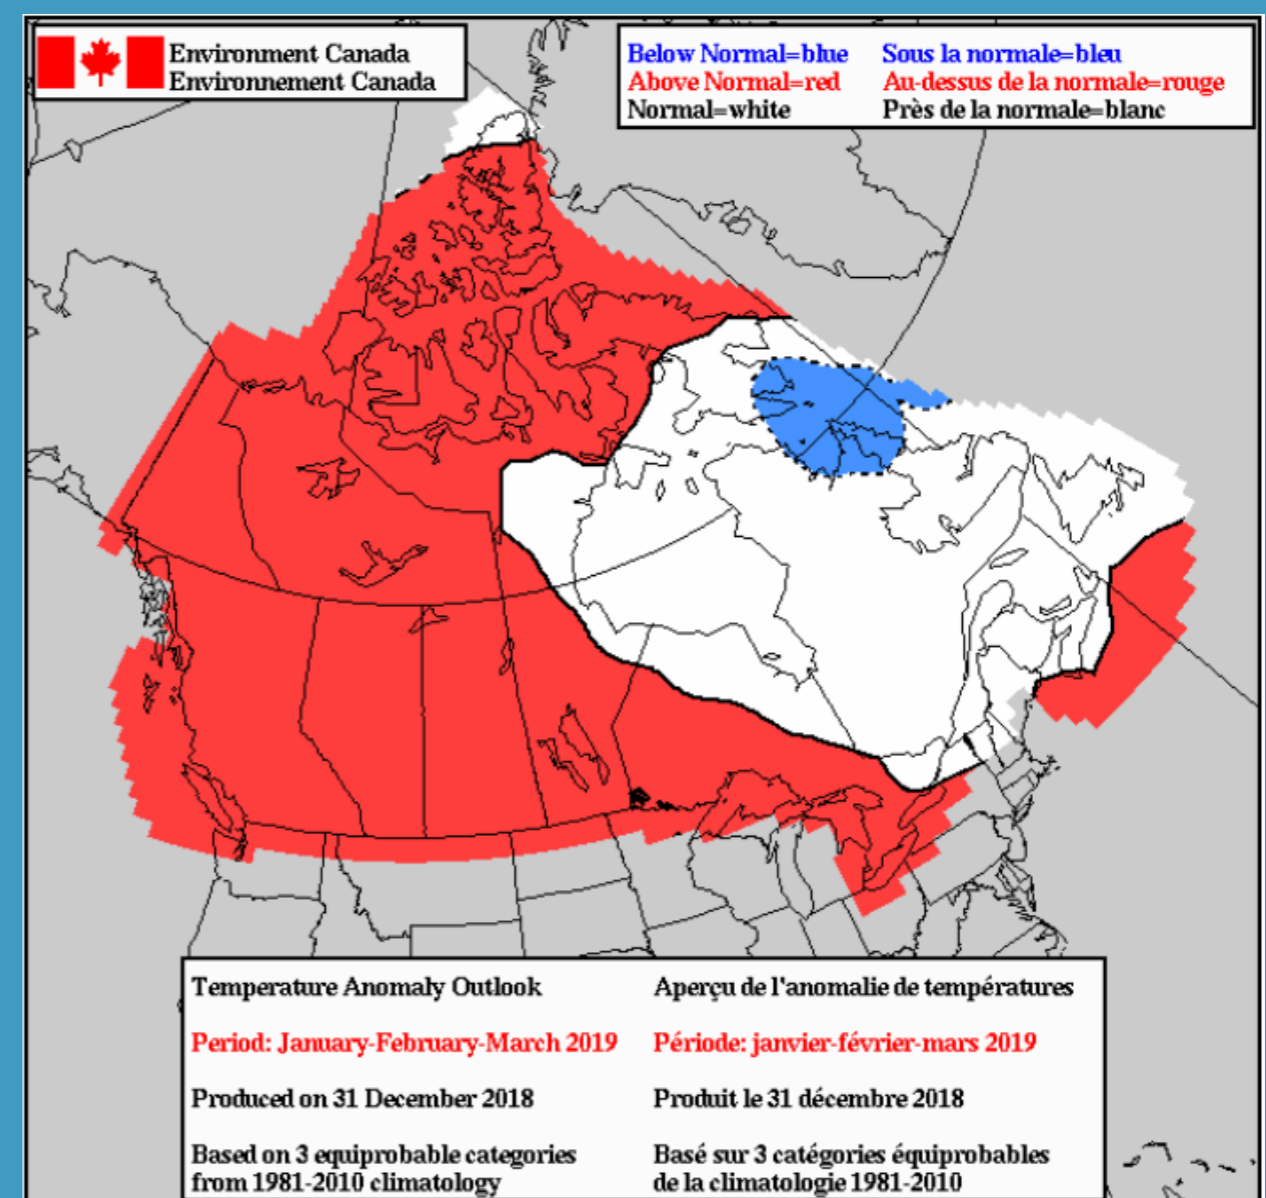 Environment Canada
Environnement Canada
Below Normal=blue
Above Normal=red
Normal=white
Sous la normale=bleu
Au-dessus de la normale=rouge
Près de la normale=blanc
Temperature Anomaly Outlook
Period: January-February-March 2019
Produced on 31 December 2018
Based on 3 equiprobable categories
from 1981-2010 climatology
Aperçu de l'anomalie de températures
Période: janvier-février-mars 2019
Produit le 31 décembre 2018
Basé sur 3 catégories équiprobables
de la climatologie 1981-2010